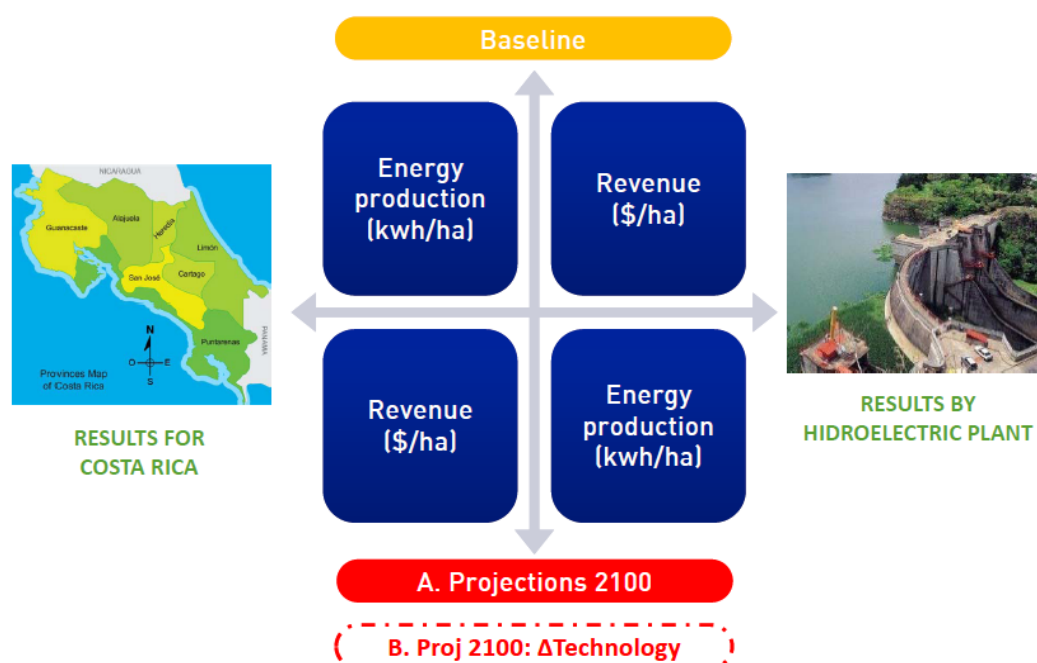 Baseline
Energy
production
(kwh/ha)
Revenue
($/ha)
NICARAGUA
Guanacaste
Alajuela
Heredia
Limón
San José
Cartago
Puntarenas
PANAMA
N
O
E
S
Provinces Map
of Costa Rica
RESULTS FOR
COSTA RICA
Revenue
($/ha)
Energy
production
(kwh/ha)
RESULTS BY
HIDROELECTRIC PLANT
A. Projections 2100
B. Proj 2100: ΔTechnology